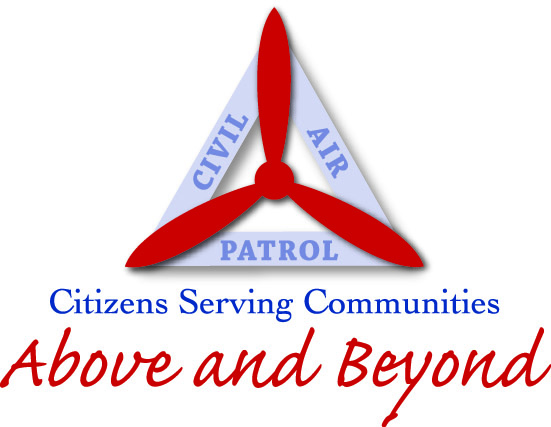 CIVIL
AIR
PATROL
Citizens Serving Communities
Above and Beyond